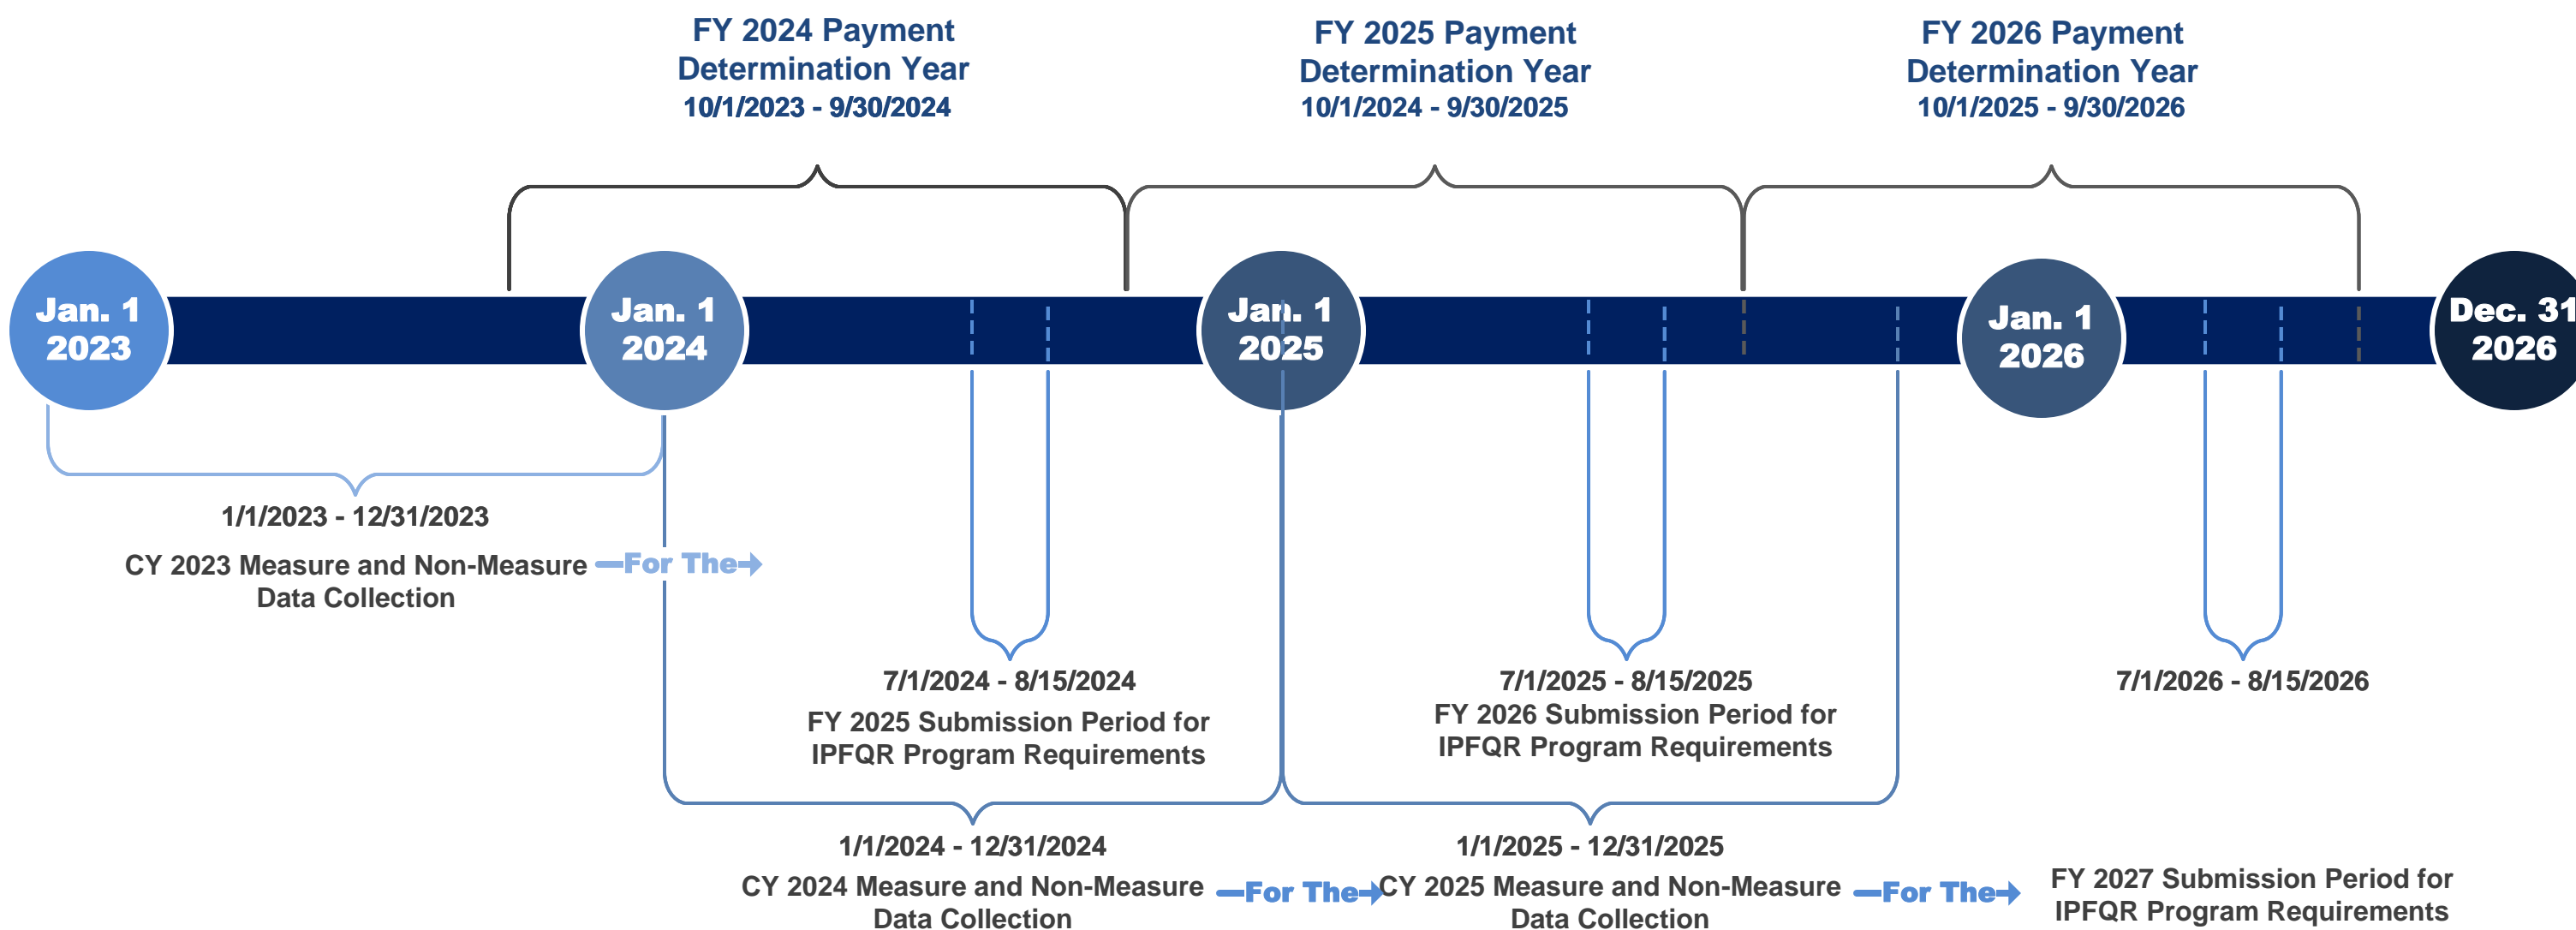 FY 2024 Payment
Determination Year
10/1/2023 - 9/30/2024
FY 2025 Payment
Determination Year
10/1/2024 - 9/30/2025
FY 2026 Payment
Determination Year
10/1/2025 - 9/30/2026
Jan. 1
2023
Jan. 1
2024
Jan. 1
2025
Jan. 1
2026
Dec. 31
2026
1/1/2023 - 12/31/2023
CY 2023 Measure and Non-Measure
Data Collection
For The
7/1/2024 - 8/15/2024
FY 2025 Submission Period for
IPFQR Program Requirements
7/1/2025 - 8/15/2025
FY 2026 Submission Period for
IPFQR Program Requirements
7/1/2026 - 8/15/2026
1/1/2024 - 12/31/2024
CY 2024 Measure and Non-Measure
Data Collection
For The
1/1/2025 - 12/31/2025
CY 2025 Measure and Non-Measure
Data Collection
For The
FY 2027 Submission Period for
IPFQR Program Requirements